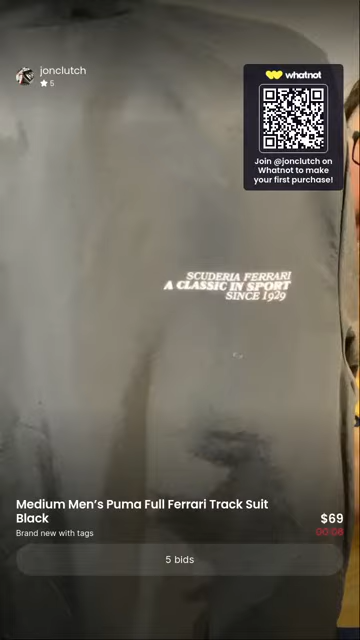 jonclutch
★ 5
whatnot
Join @jonclutch on
Whatnot to make
your first purchase!
SCUDERIA FERRARI
A CLASSIC IN SPORT
SINCE 1929
Medium Men's Puma Full Ferrari Track Suit
Black
$69
Brand new with tags
00:06
5 bids